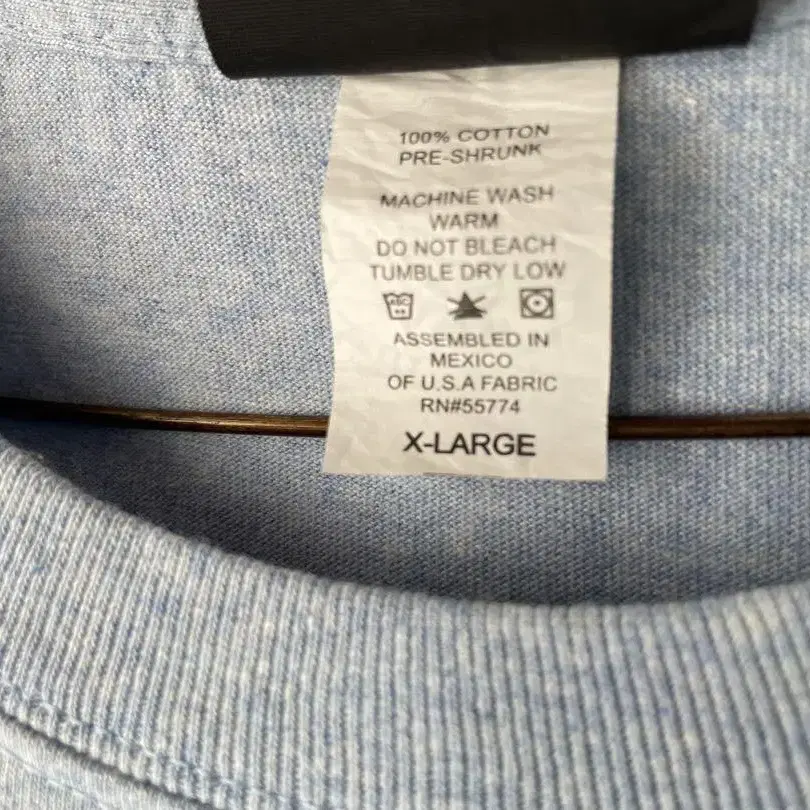 100% COTTON
PRE-SHRUNK
MACHINE WASH
WARM
DO NOT BLEACH
TUMBLE DRY LOW
ABC
ASSEMBLED IN
MEXICO
OF U.S.A FABRIC
RN#55774
X-LARGE